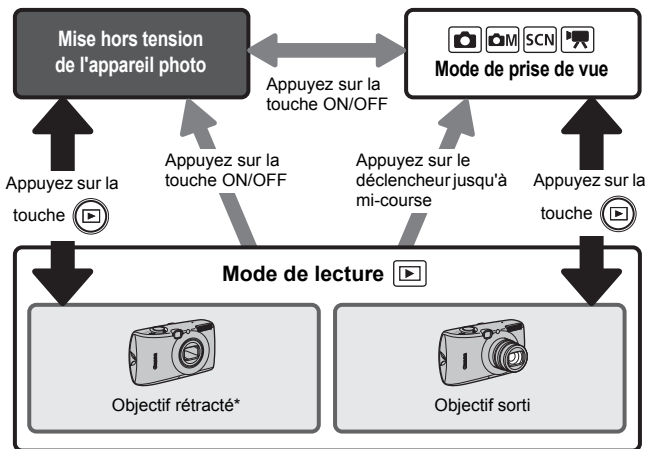 Mise hors tension
de l'appareil photo
M SCN
Mode de prise de vue
Appuyez sur la
touche ON/OFF
Appuyez sur la
touche
Appuyez sur la
touche ON/OFF
Appuyez sur le
déclencheur jusqu'à
mi-course
Appuyez sur la
touche
Mode de lecture
Objectif rétracté*
Objectif sorti